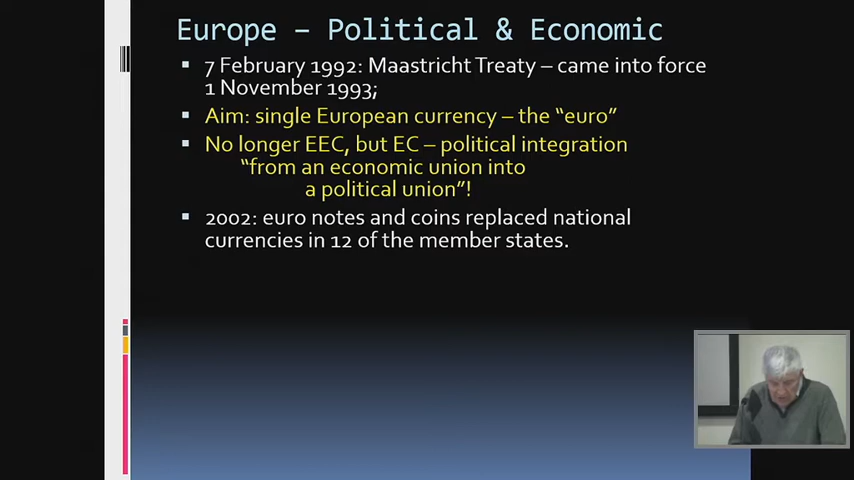 Europe – Political & Economic
▪ 7 February 1992: Maastricht Treaty – came into force
1 November 1993;
▪ Aim: single European currency – the “euro”
▪ No longer EEC, but EC – political integration
“from an economic union into
a political union”!
▪ 2002: euro notes and coins replaced national
currencies in 12 of the member states.